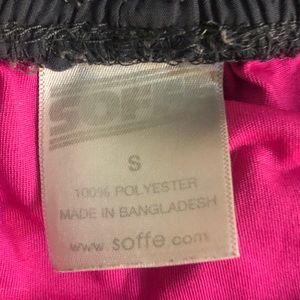 SOFFE
S
100% POLYESTER
MADE IN BANGLADESH
www.soffe.com